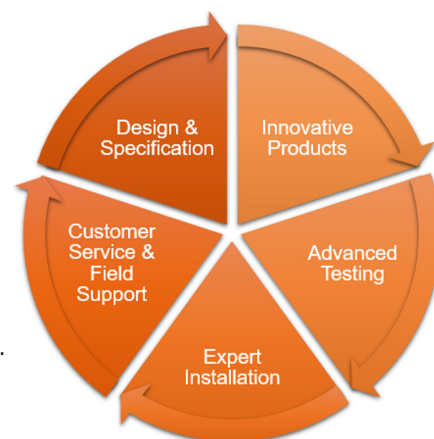 Design &
Specification
Innovative
Products
Customer
Service &
Field
Support
Advanced
Testing
.
Expert
Installation